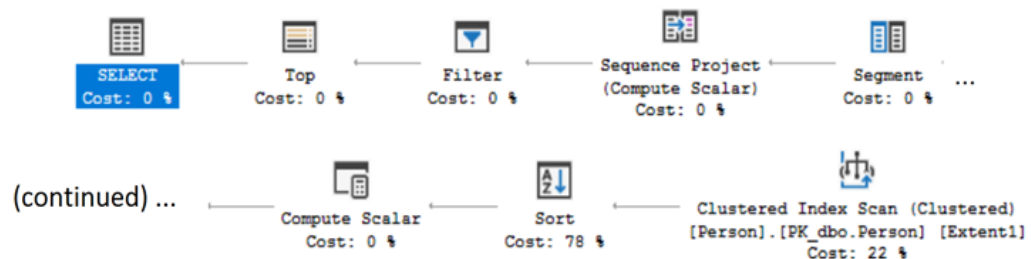 SELECT
Cost: 0 %
Top
Cost: 0 %
Filter
Cost: 0 %
Sequence Project
(Compute Scalar)
Cost: 0 %
Segment
Cost: 0 %
...
(continued) ...
Compute Scalar
Cost: 0 %
A
Z
Sort
Cost: 78 %
Clustered Index Scan (Clustered)
[Person].[PK_dbo.Person] [Extent1]
Cost: 22 %